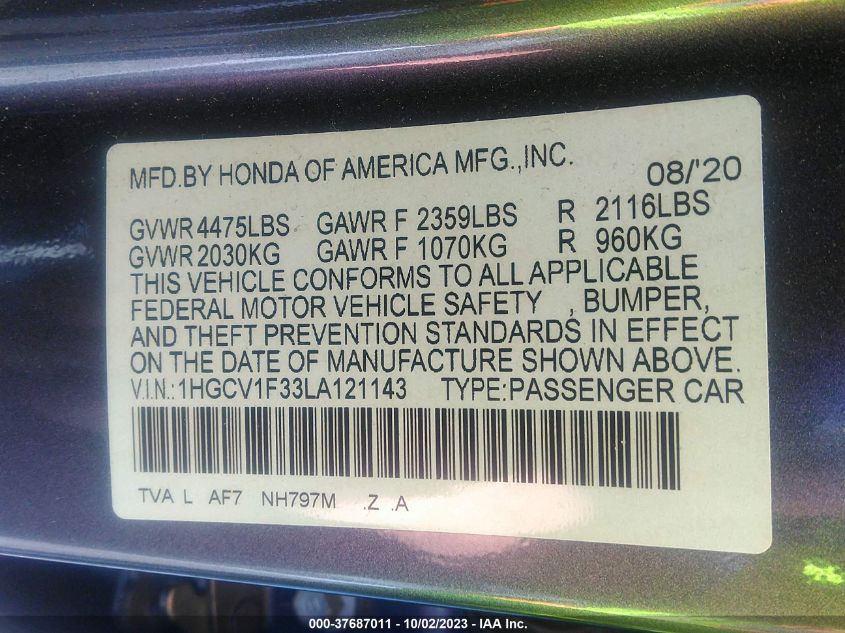 MFD.BY HONDA OF AMERICA MFG.,INC. 08/'20
GVWR 4475LBS GAWR F 2359LBS R 2116LBS
GVWR 2030KG GAWR F 1070KG R 960KG
THIS VEHICLE CONFORMS TO ALL APPLICABLE
FEDERAL MOTOR VEHICLE SAFETY , BUMPER,
AND THEFT PREVENTION STANDARDS IN EFFECT
ON THE DATE OF MANUFACTURE SHOWN ABOVE.
V.I.N.:1HGCV1F33LA121143 TYPE:PASSENGER CAR
TVA L AF7 NH797M .Z .A
000-37687011 - 10/02/2023 - IAA Inc.